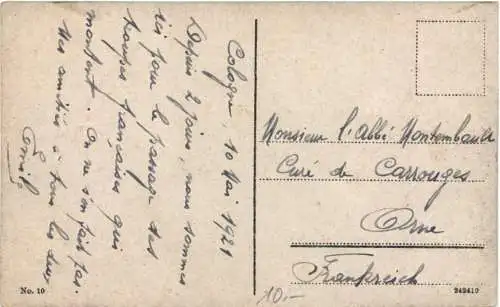 Cologne, 10 Mai 1921
Depuis 2 jours, nous sommes
ici pour le passage des
troupes françaises qui
montent. On ne s'en fait pas.
Mes amitiés à tous les deux
Emile
Monsieur l'Abbé Montembault
Curé de Carrouges
Orne
Frankreich
No. 10
10.-
242419